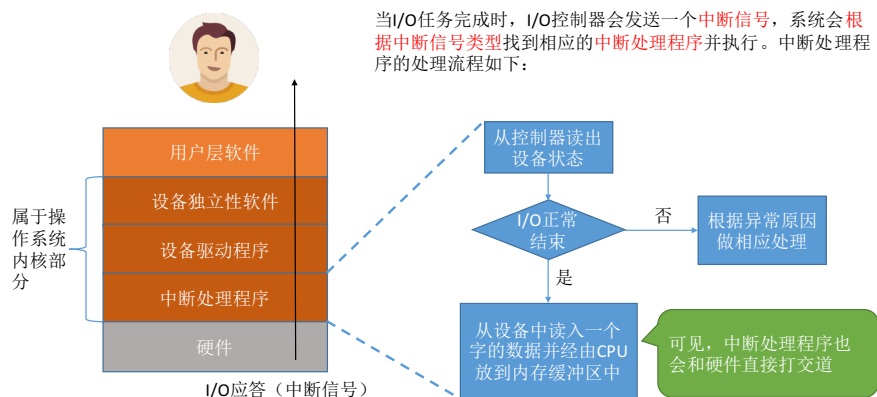 当I/O任务完成时，I/O控制器会发送一个中断信号，系统会根
据中断信号类型找到相应的中断处理程序并执行。中断处理程
序的处理流程如下：
用户层软件
设备独立性软件
设备驱动程序
中断处理程序
硬件
属于操
作系统
内核部
分
I/O应答（中断信号）
从控制器读出
设备状态
I/O正常
结束
否
根据异常原因
做相应处理
是
从设备中读入一个
字的数据并经由CPU
放到内存缓冲区中
可见，中断处理程序也
会和硬件直接打交道